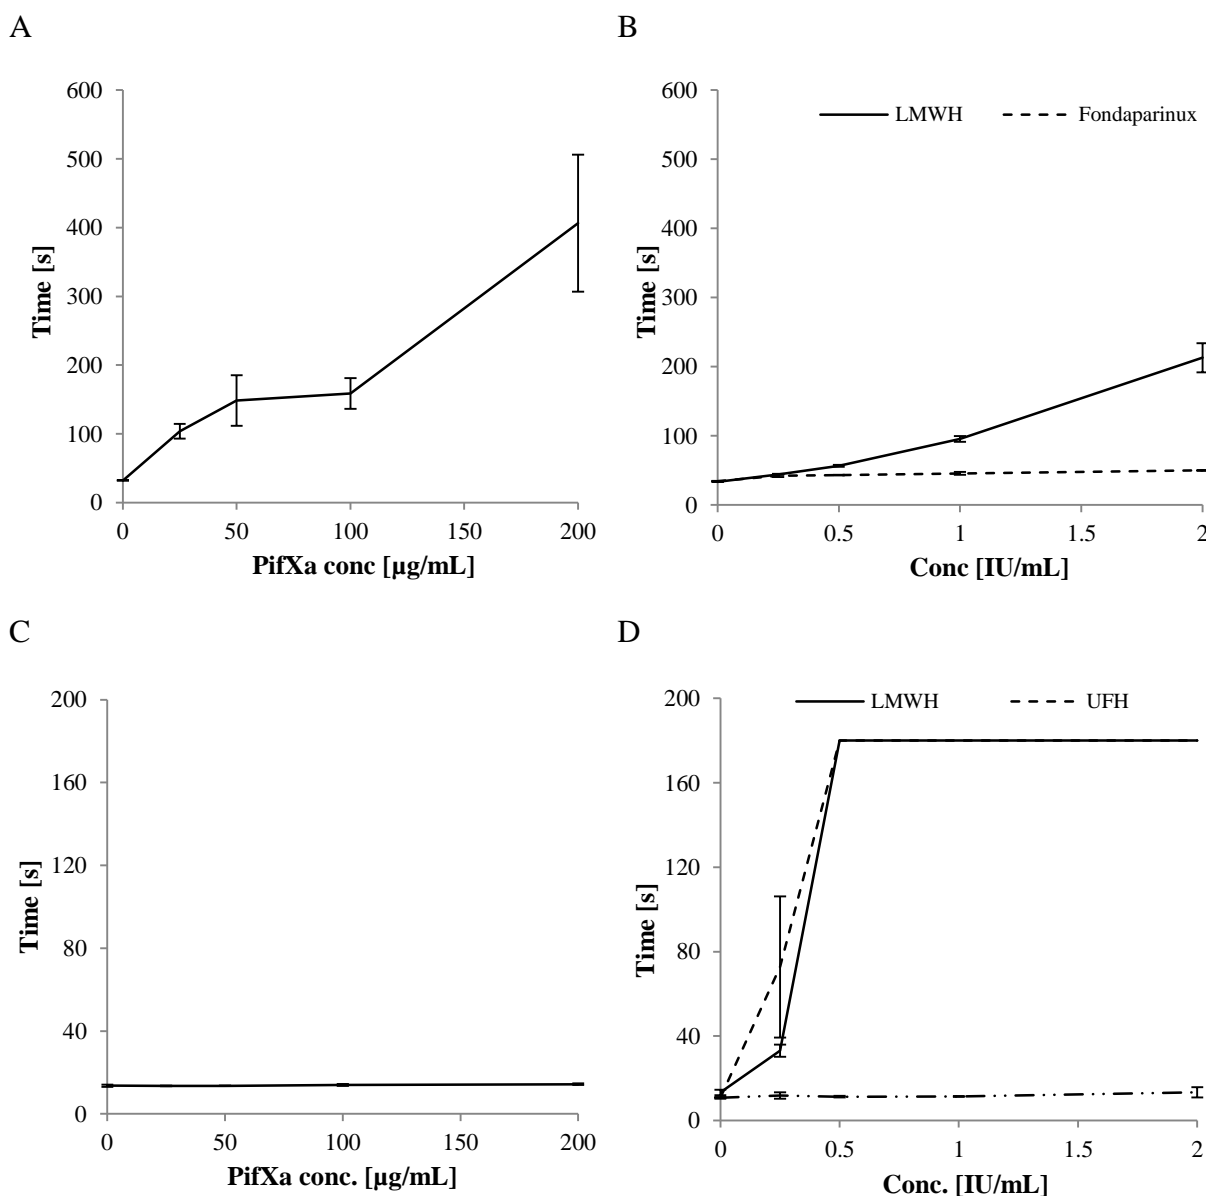 A
600
500
400
300
200
100
0
Time [s]
0 50 100 150 200
PifXa conc [µg/mL]
B
LMWH Fondaparinux
600
500
400
300
200
100
0
Time [s]
0 0.5 1 1.5 2
Conc [IU/mL]
C
200
160
120
80
40
0
Time [s]
0 50 100 150 200
PifXa conc. [µg/mL]
D
LMWH UFH
200
160
120
80
40
0
Time [s]
0 0.5 1 1.5 2
Conc. [IU/mL]